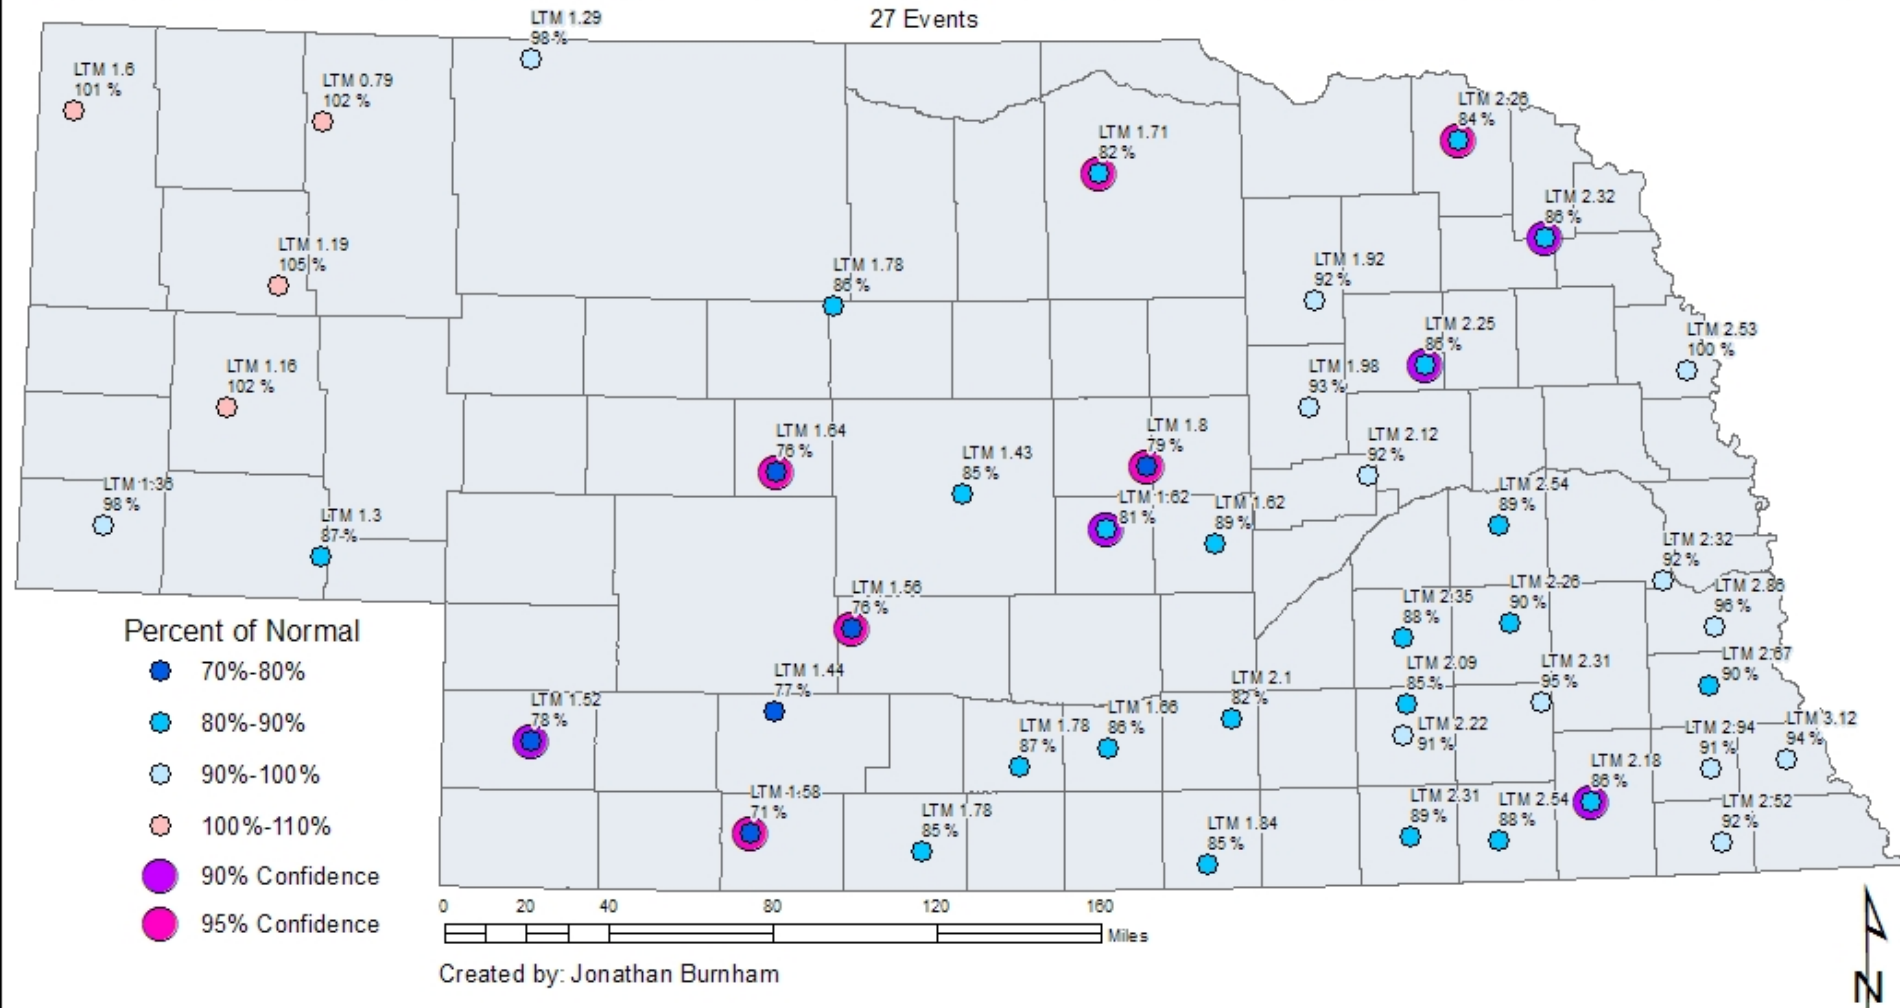 27 Events
LTM 1.29
98 %
LTM 1.6
101 %
LTM 0.79
102 %
LTM 2.26
84 %
LTM 1.71
82 %
LTM 2.32
86 %
LTM 1.19
105 %
LTM 1.78
86 %
LTM 1.92
92 %
LTM 2.25
86 %
LTM 2.53
100 %
LTM 1.16
102 %
LTM 1.98
93 %
LTM 1.64
76 %
LTM 1.8
79 %
LTM 2.12
92 %
LTM 1.43
85 %
LTM 1.36
98 %
LTM 1.3
87 %
LTM 1.62
81 %
LTM 1.62
89 %
LTM 2.54
89 %
LTM 2.32
92 %
LTM 1.56
76 %
LTM 2.35
88 %
LTM 2.26
90 %
LTM 2.86
96 %
LTM 1.44
77 %
LTM 2.1
82 %
LTM 2.09
85 %
LTM 2.31
95 %
LTM 2.67
90 %
LTM 1.52
78 %
LTM 1.78
87 %
LTM 1.66
86 %
LTM 2.22
91 %
LTM 2.94
91 %
LTM 3.12
94 %
LTM 2.18
86 %
LTM 1.58
71 %
LTM 1.78
85 %
LTM 1.84
85 %
LTM 2.31
89 %
LTM 2.54
88 %
LTM 2.52
92 %
Percent of Normal
70%-80%
80%-90%
90%-100%
100%-110%
90% Confidence
95% Confidence
0 20 40 80 120 160
Miles
Created by: Jonathan Burnham
N